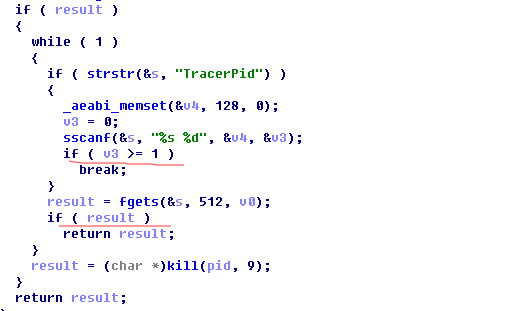 if ( result )
{
while ( 1 )
{
if ( strstr(&s, "TracerPid") )
{
_aeabi_memset(&v4, 128, 0);
v3 = 0;
sscanf(&s, "%s %d", &v4, &v3);
if ( v3 >= 1 )
break;
}
result = fgets(&s, 512, v0);
if ( result )
return result;
}
result = (char *)kill(pid, 9);
}
return result;